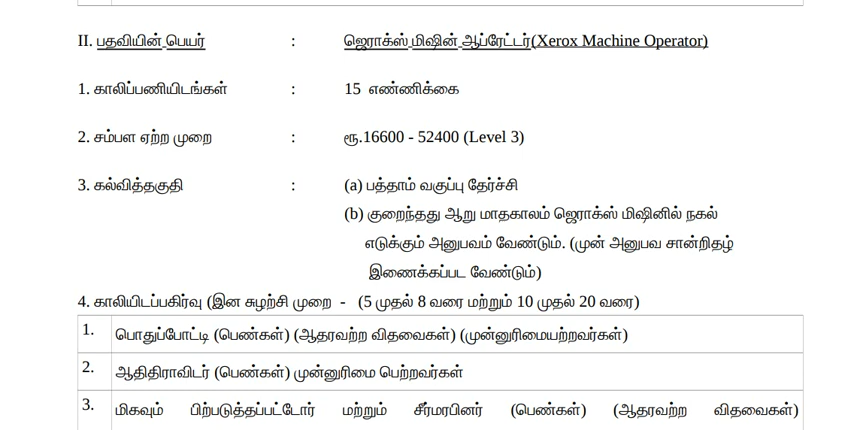 II. பதவியின் பெயர் : ஜெராக்ஸ் மிஷின் ஆப்ரேட்டர்(Xerox Machine Operator)
1. காலிப்பணியிடங்கள் : 15 எண்ணிக்கை
2. சம்பள ஏற்ற முறை : ரூ.16600 - 52400 (Level 3)
3. கல்வித்தகுதி : (a) பத்தாம் வகுப்பு தேர்ச்சி
(b) குறைந்தது ஆறு மாதகாலம் ஜெராக்ஸ் மிஷினில் நகல்
எடுக்கும் அனுபவம் வேண்டும். (முன் அனுபவ சான்றிதழ்
இணைக்கப்பட வேண்டும்)
4. காலியிடப்பகிர்வு (இன சுழற்சி முறை - (5 முதல் 8 வரை மற்றும் 10 முதல் 20 வரை)
1. பொதுப்போட்டி (பெண்கள்) (ஆதரவற்ற விதவைகள்) (முன்னுரிமையற்றவர்கள்)
2. ஆதிதிராவிடர் (பெண்கள்) முன்னுரிமை பெற்றவர்கள்
3. மிகவும் பிற்படுத்தப்பட்டோர் மற்றும் சீர்மரபினர் (பெண்கள்) (ஆதரவற்ற விதவைகள்)